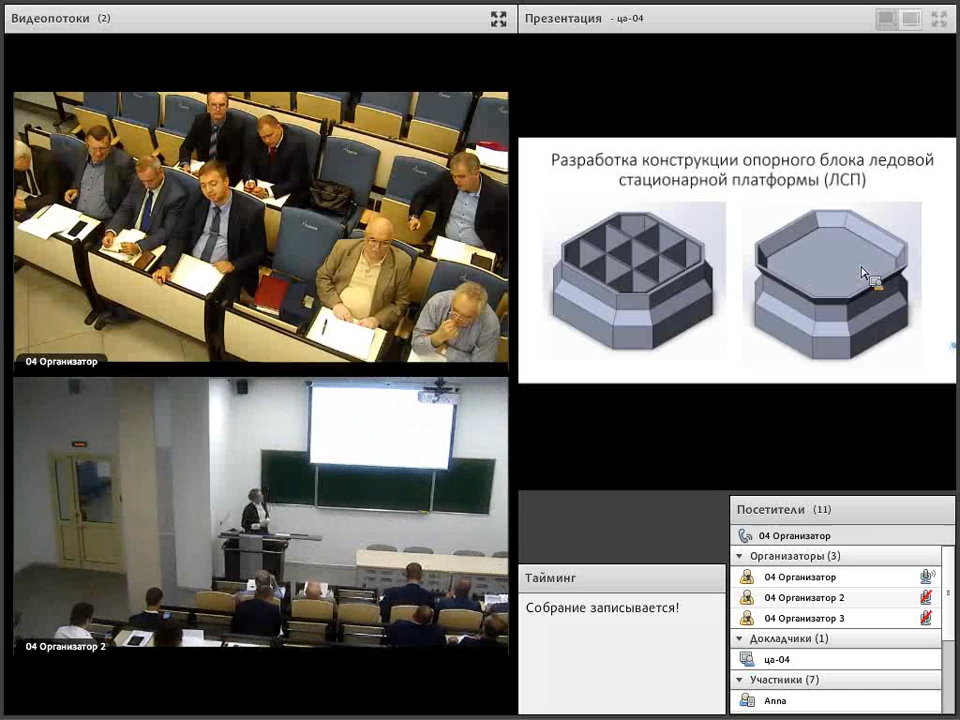 Видеопотоки (2)
Презентация - ца-04
Разработка конструкции опорного блока ледовой
стационарной платформы (ЛСП)
04 Организатор
04 Организатор 2
Тайминг
Собрание записывается!
Посетители (11)
04 Организатор
Организаторы (3)
04 Организатор
04 Организатор 2
04 Организатор 3
Докладчики (1)
ца-04
Участники (7)
Anna